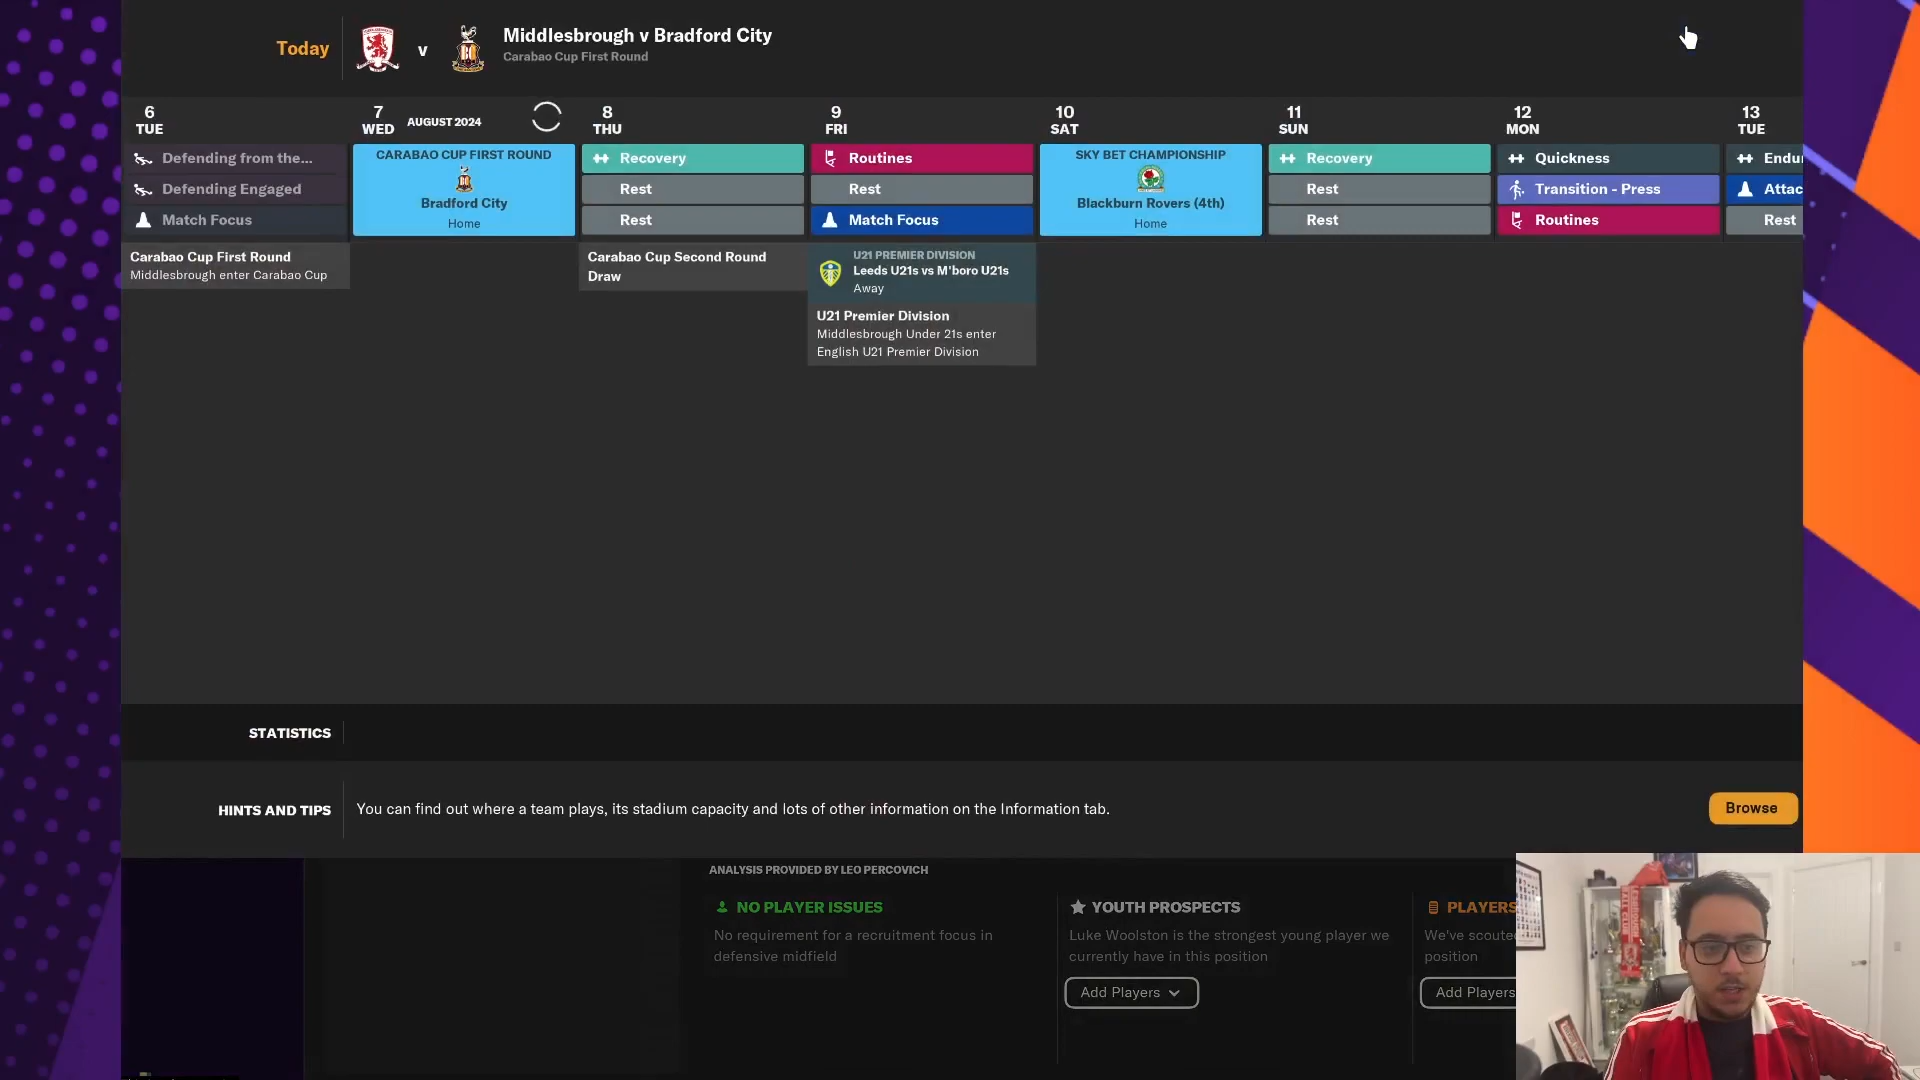 Today
v
Middlesbrough v Bradford City
Carabao Cup First Round
6
TUE
7
WED
AUGUST 2024
8
THU
9
FRI
10
SAT
11
SUN
12
MON
13
TUE
Defending from the...
Defending Engaged
Match Focus
CARABAO CUP FIRST ROUND
Bradford City
Home
Recovery
Rest
Rest
Routines
Rest
Match Focus
SKY BET CHAMPIONSHIP
Blackburn Rovers (4th)
Home
Recovery
Rest
Rest
Quickness
Transition - Press
Routines
Endu
Attac
Rest
Carabao Cup First Round
Middlesbrough enter Carabao Cup
Carabao Cup Second Round
Draw
U21 PREMIER DIVISION
Leeds U21s vs M'boro U21s
Away
U21 Premier Division
Middlesbrough Under 21s enter
English U21 Premier Division
STATISTICS
HINTS AND TIPS
You can find out where a team plays, its stadium capacity and lots of other information on the Information tab.
Browse
ANALYSIS PROVIDED BY LEO PERCOVICH
NO PLAYER ISSUES
No requirement for a recruitment focus in
defensive midfield
YOUTH PROSPECTS
Luke Woolston is the strongest young player we
currently have in this position
Add Players
PLAYERS
We've scoute
position
Add Players